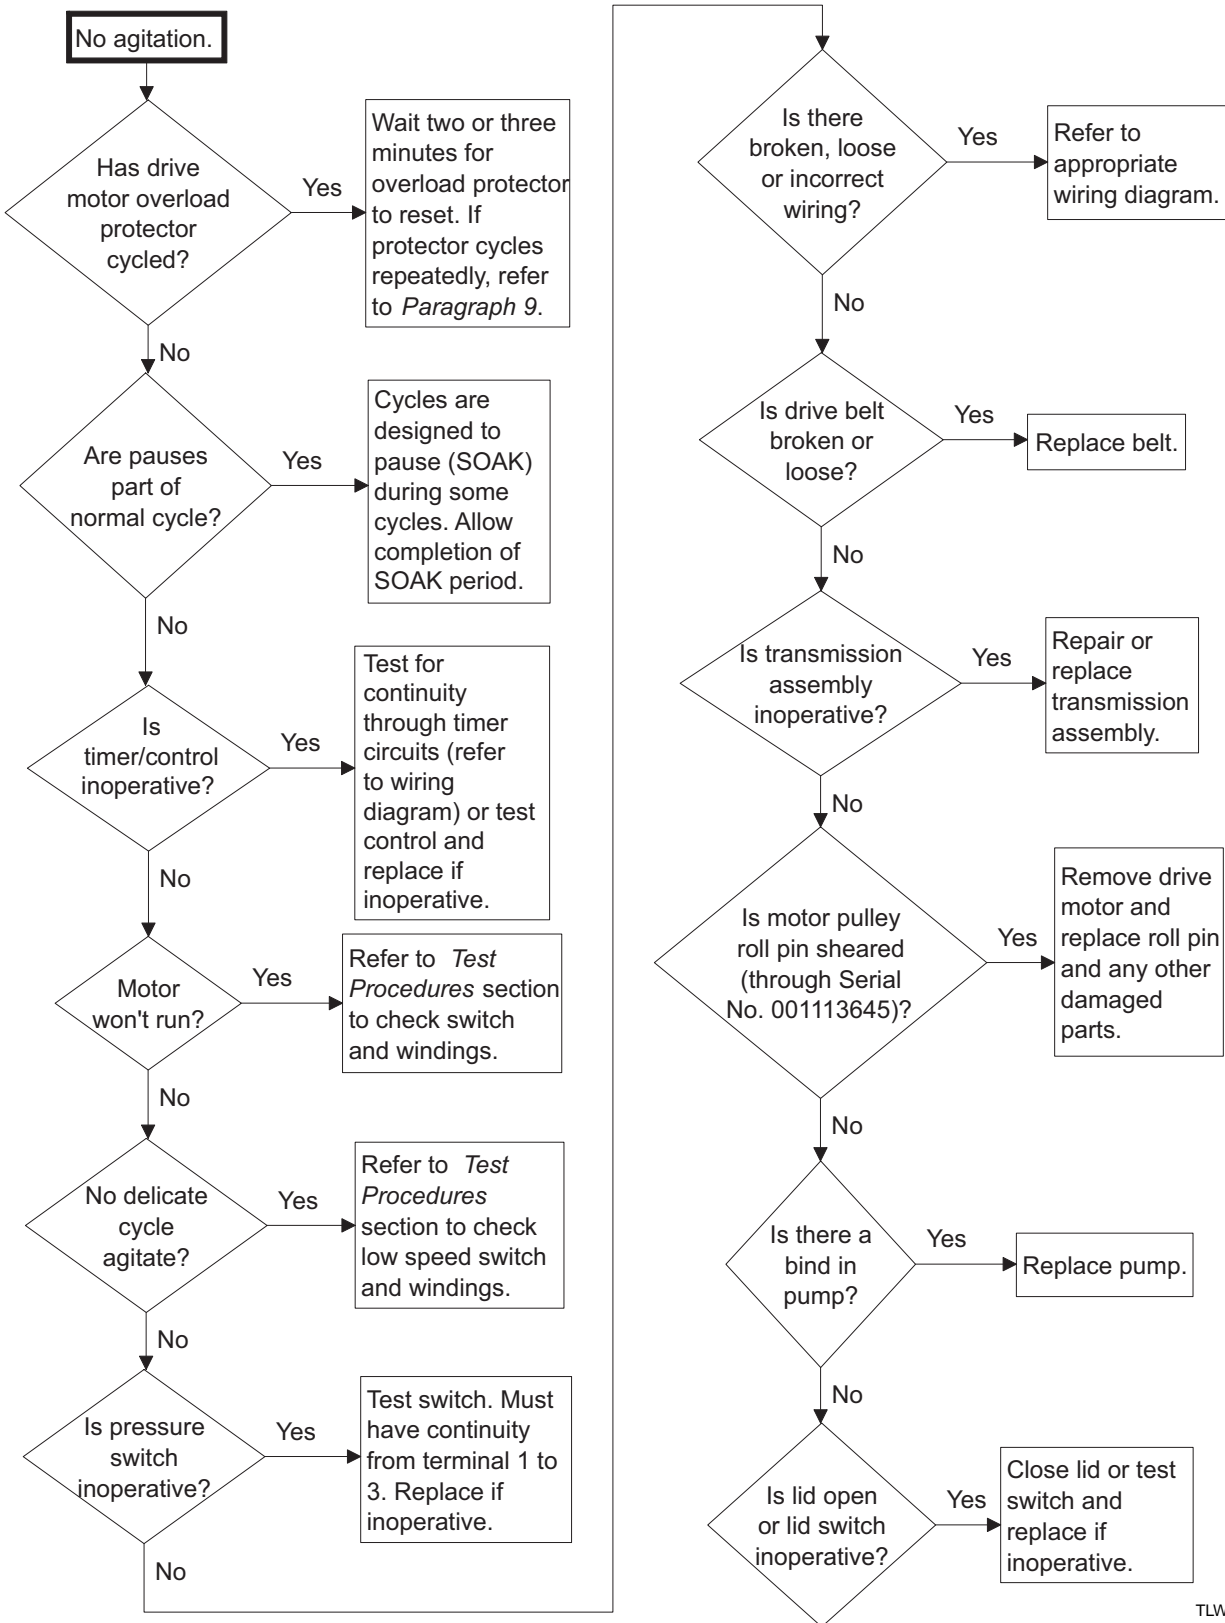 No agitation.
Has drive
motor overload
protector
cycled?
Yes
Wait two or three
minutes for
overload protector
to reset. If
protector cycles
repeatedly, refer
to Paragraph 9.
No
Are pauses
part of
normal cycle?
Yes
Cycles are
designed to
pause (SOAK)
during some
cycles. Allow
completion of
SOAK period.
No
Is
timer/control
inoperative?
Yes
Test for
continuity
through timer
circuits (refer
to wiring
diagram) or test
control and
replace if
inoperative.
No
Motor
won't run?
Yes
Refer to Test
Procedures section
to check switch
and windings.
No
No delicate
cycle
agitate?
Yes
Refer to Test
Procedures
section to check
low speed switch
and windings.
No
Is pressure
switch
inoperative?
Yes
Test switch. Must
have continuity
from terminal 1 to
3. Replace if
inoperative.
No
Is there
broken, loose
or incorrect
wiring?
Yes
Refer to
appropriate
wiring diagram.
No
Is drive belt
broken or
loose?
Yes
Replace belt.
No
Is transmission
assembly
inoperative?
Yes
Repair or
replace
transmission
assembly.
No
Is motor pulley
roll pin sheared
(through Serial
No. 001113645)?
Yes
Remove drive
motor and
replace roll pin
and any other
damaged
parts.
No
Is there a
bind in
pump?
Yes
Replace pump.
No
Is lid open
or lid switch
inoperative?
Yes
Close lid or test
switch and
replace if
inoperative.
TLW